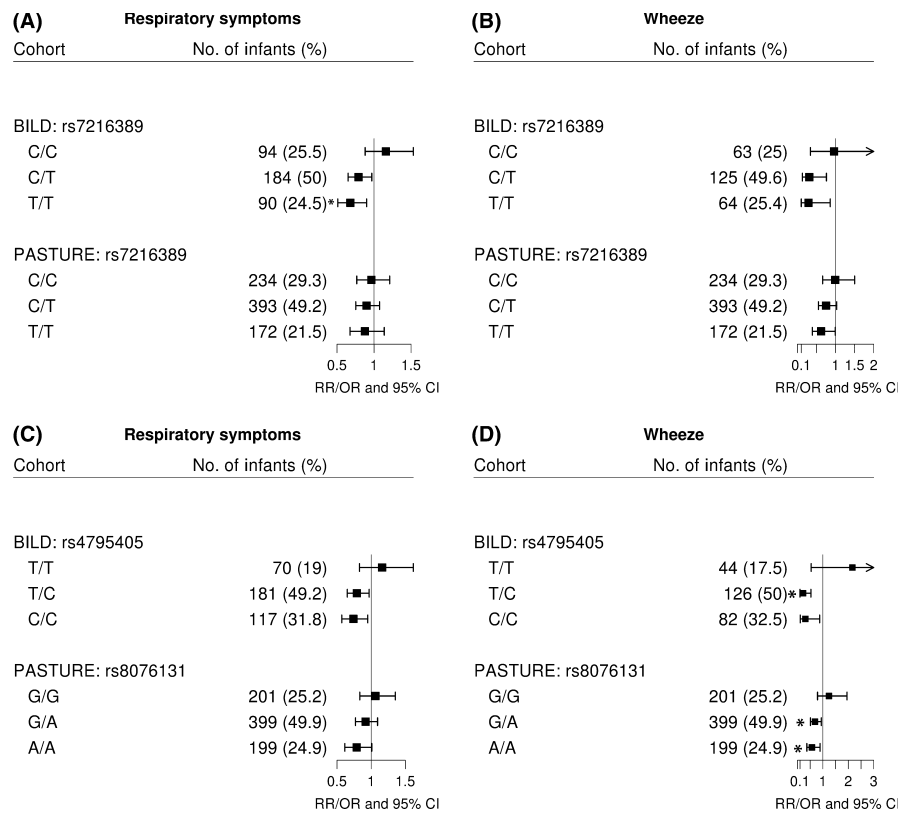 (A) Respiratory symptoms
Cohort No. of infants (%)
BILD: rs7216389
C/C 94 (25.5)
C/T 184 (50)
T/T 90 (24.5)*
PASTURE: rs7216389
C/C 234 (29.3)
C/T 393 (49.2)
T/T 172 (21.5)
0.5 1 1.5
RR/OR and 95% CI
(B) Wheeze
Cohort No. of infants (%)
BILD: rs7216389
C/C 63 (25)
C/T 125 (49.6)
T/T 64 (25.4)
PASTURE: rs7216389
C/C 234 (29.3)
C/T 393 (49.2)
T/T 172 (21.5)
0.1 1 1.5 2
RR/OR and 95% CI
(C) Respiratory symptoms
Cohort No. of infants (%)
BILD: rs4795405
T/T 70 (19)
T/C 181 (49.2)
C/C 117 (31.8)
PASTURE: rs8076131
G/G 201 (25.2)
G/A 399 (49.9)
A/A 199 (24.9)
0.5 1 1.5
RR/OR and 95% CI
(D) Wheeze
Cohort No. of infants (%)
BILD: rs4795405
T/T 44 (17.5)
T/C 126 (50)*
C/C 82 (32.5)
PASTURE: rs8076131
G/G 201 (25.2)
G/A 399 (49.9) *
A/A 199 (24.9) *
0.1 1 2 3
RR/OR and 95% CI